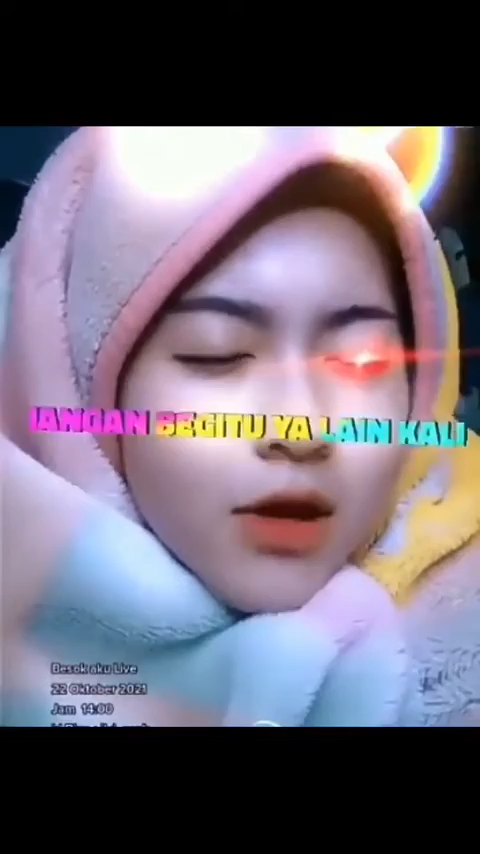 JANGAN BEGITU YA LAIN KALI
Besok aku Live
22 Oktober 2021
Jam 14:00